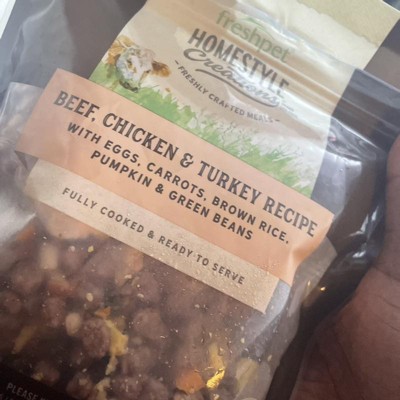 freshpet
HOMESTYLE
Creations
FRESHLY CRAFTED MEALS
BEEF, CHICKEN & TURKEY RECIPE
WITH EGGS, CARROTS, BROWN RICE,
PUMPKIN & GREEN BEANS
FULLY COOKED & READY TO SERVE
PLEASE